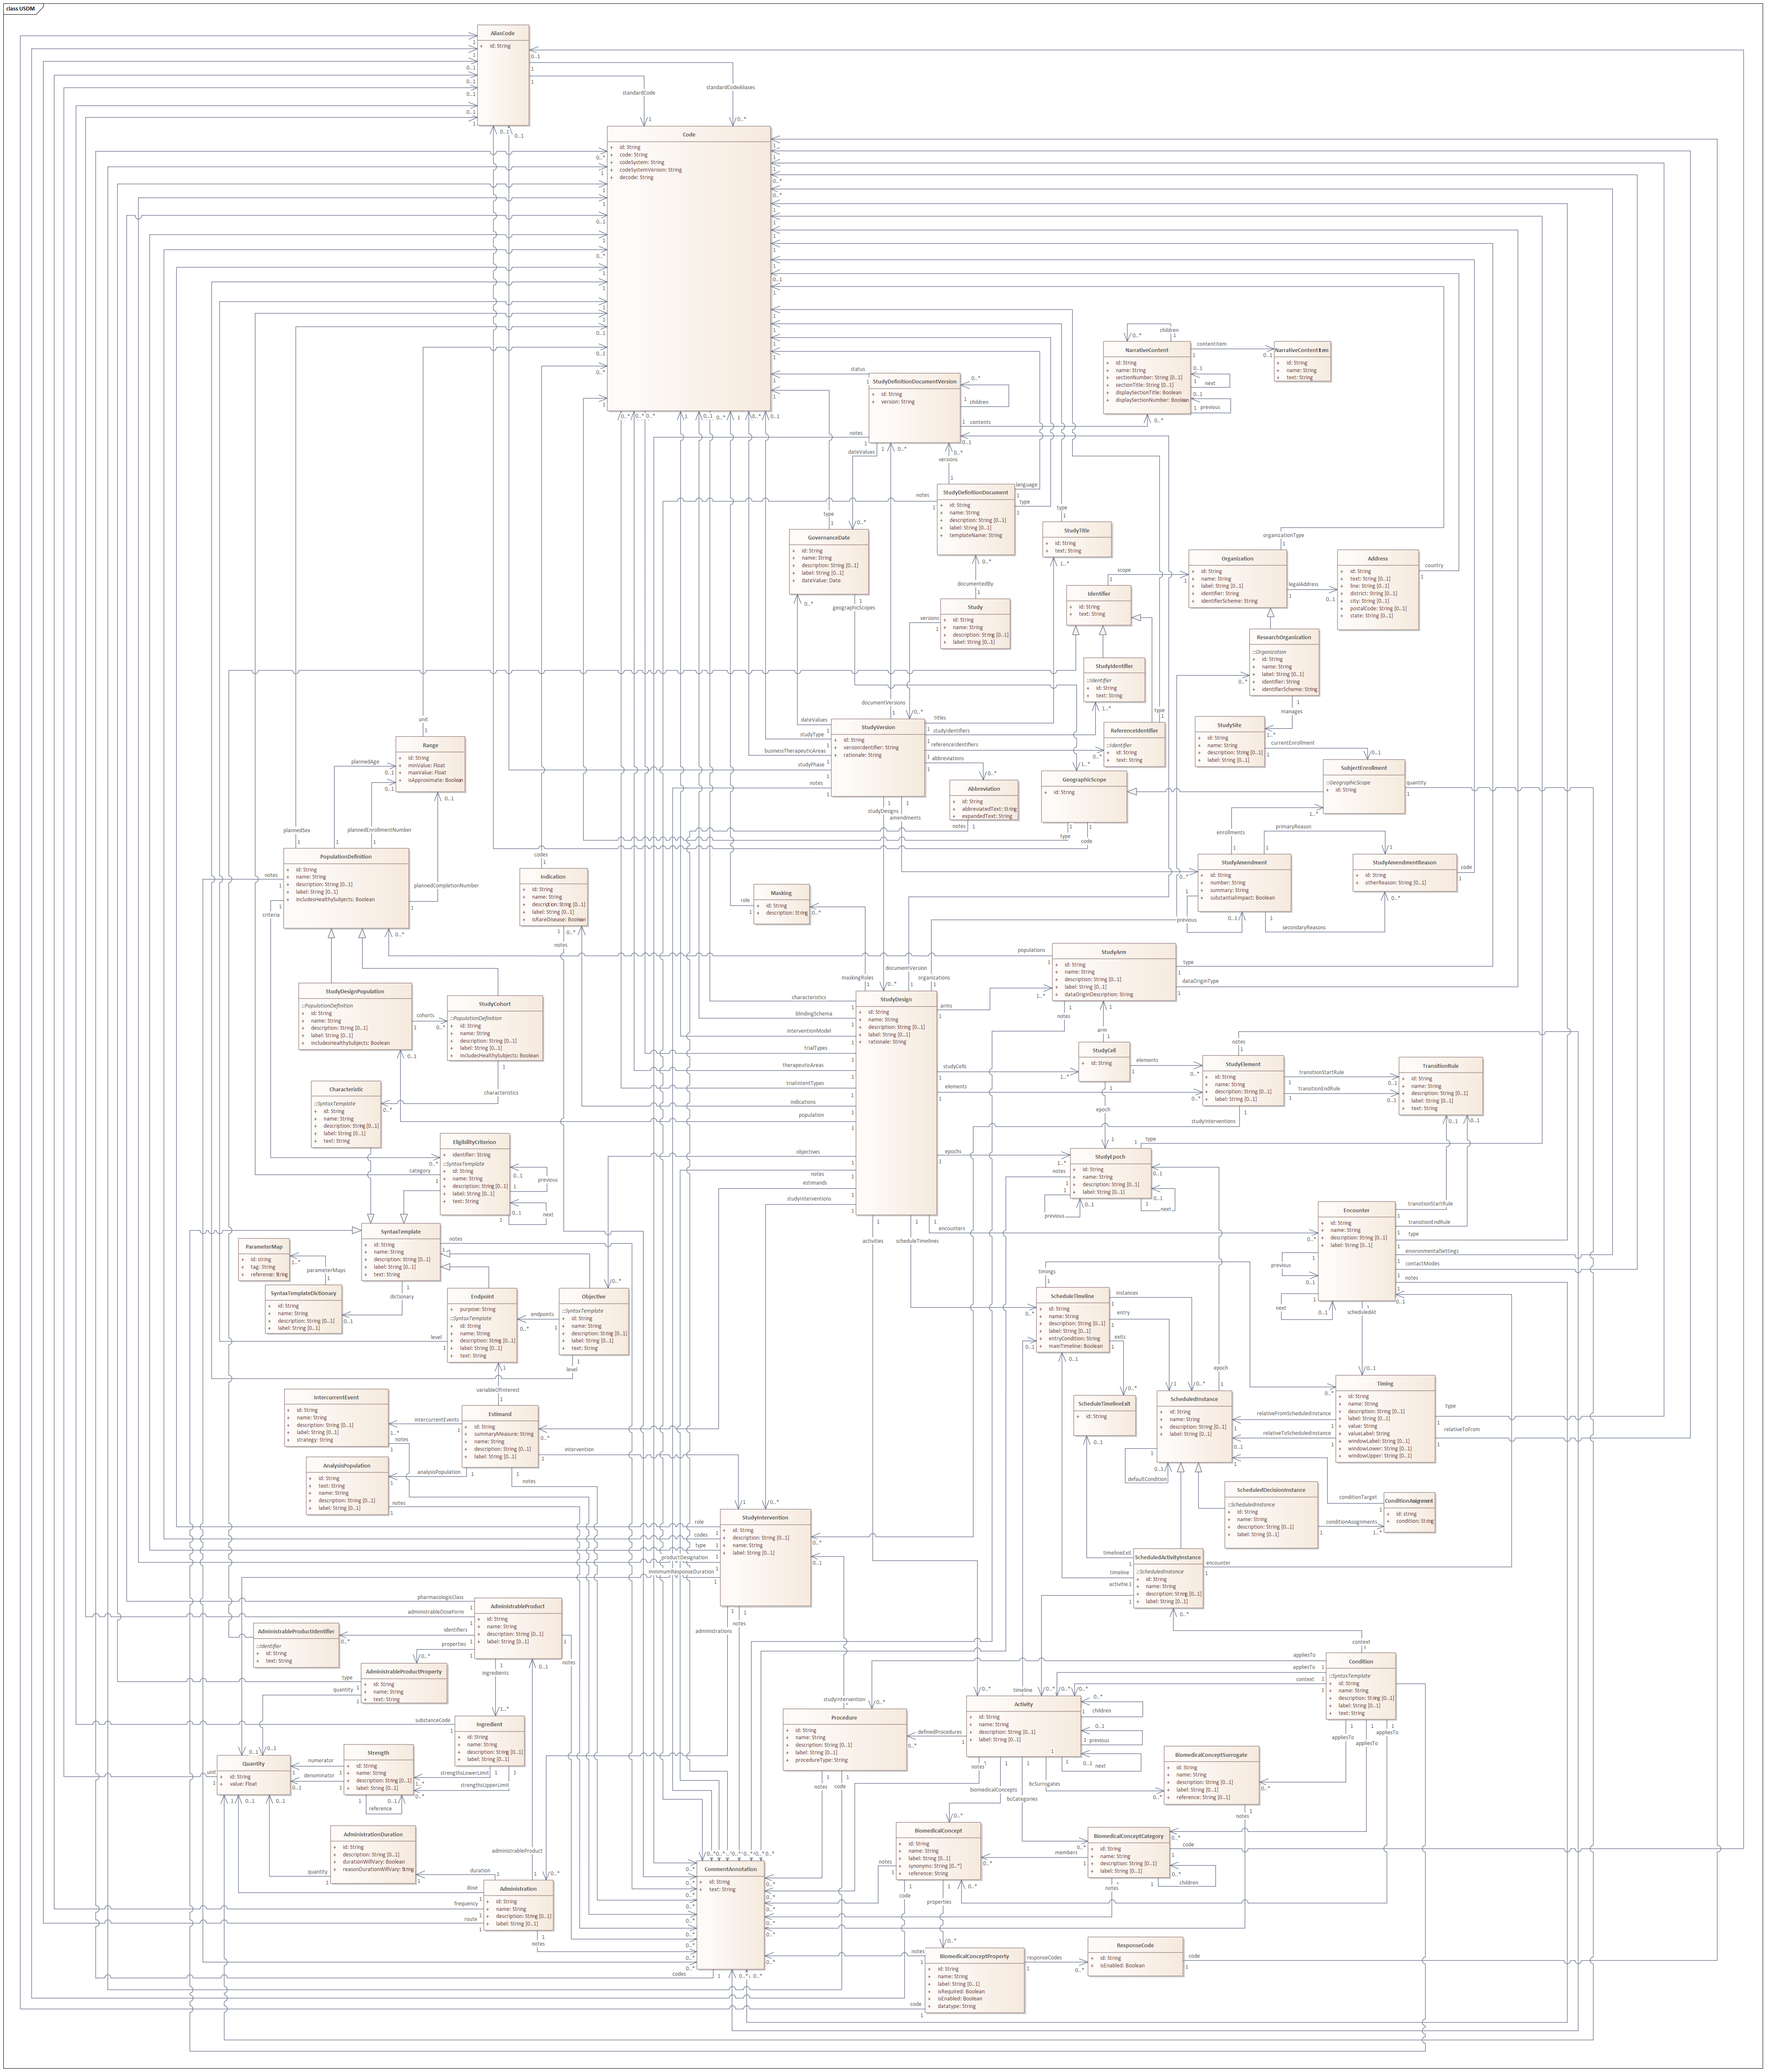 class USDM
AliasCode
+ id: String
standardCode
standardCodeAliases
Code
+ id: String
+ code: String
+ codeSystem: String
+ codeSystemVersion: String
+ decode: String
NarrativeContent
+ id: String
+ name: String
+ sectionNumber: String [0..1]
+ sectionTitle: String [0..1]
+ displaySectionTitle: Boolean
+ displaySectionNumber: Boolean
children
contentItem
next
previous
NarrativeContentItem
+ id: String
+ name: String
+ text: String
StudyDefinitionDocumentVersion
+ id: String
+ version: String
status
children
contents
notes
dateValues
versions
StudyDefinitionDocument
+ id: String
+ name: String
+ description: String [0..1]
+ label: String [0..1]
+ templateName: String
language
type
notes
documentedBy
GovernanceDate
+ id: String
+ name: String
+ description: String [0..1]
+ label: String [0..1]
+ dateValue: Date
type
geographicScopes
StudyTitle
+ id: String
+ text: String
type
Study
+ id: String
+ name: String
+ description: String [0..1]
+ label: String [0..1]
versions
Identifier
+ id: String
+ text: String
scope
Organization
+ id: String
+ name: String
+ label: String [0..1]
+ identifier: String
+ identifierScheme: String
organizationType
legalAddress
Address
+ id: String
+ text: String [0..1]
+ line: String [0..1]
+ district: String [0..1]
+ city: String [0..1]
+ postalCode: String [0..1]
+ state: String [0..1]
country
ResearchOrganization
::Organization
+ id: String
+ name: String
+ label: String [0..1]
+ identifier: String
+ identifierScheme: String
manages
StudyIdentifier
::Identifier
+ id: String
+ text: String
ReferenceIdentifier
::Identifier
+ id: String
+ text: String
type
StudySite
+ id: String
+ name: String
+ description: String [0..1]
+ label: String [0..1]
currentEnrollment
SubjectEnrollment
::GeographicScope
+ id: String
quantity
StudyVersion
+ id: String
+ versionIdentifier: String
+ rationale: String
documentVersions
titles
studyIdentifiers
referenceIdentifiers
abbreviations
dateValues
studyType
businessTherapeuticAreas
studyPhase
notes
studyDesigns
amendments
Abbreviation
+ id: String
+ abbreviatedText: String
+ expandedText: String
notes
GeographicScope
+ id: String
type
code
Range
+ id: String
+ minValue: Float
+ maxValue: Float
+ isApproximate: Boolean
unit
plannedAge
plannedSex
plannedEnrollmentNumber
plannedCompletionNumber
PopulationDefinition
+ id: String
+ name: String
+ description: String [0..1]
+ label: String [0..1]
+ includesHealthySubjects: Boolean
notes
criteria
Indication
+ id: String
+ name: String
+ description: String [0..1]
+ label: String [0..1]
+ isRareDisease: Boolean
codes
notes
Masking
+ id: String
+ description: String
role
StudyAmendment
+ id: String
+ number: String
+ summary: String
+ substantialImpact: Boolean
enrollments
primaryReason
secondaryReasons
previous
StudyAmendmentReason
+ id: String
+ otherReason: String [0..1]
code
StudyArm
+ id: String
+ name: String
+ description: String [0..1]
+ label: String [0..1]
+ dataOriginDescription: String
populations
type
dataOriginType
notes
arm
StudyDesign
+ id: String
+ name: String
+ description: String [0..1]
+ label: String [0..1]
+ rationale: String
maskingRoles
documentVersion
organizations
arms
characteristics
blindingSchema
interventionModel
trialTypes
therapeuticAreas
trialIntentTypes
indications
population
objectives
notes
estimands
studyInterventions
studyCells
elements
epochs
encounters
activities
scheduleTimelines
StudyDesignPopulation
::PopulationDefinition
+ id: String
+ name: String
+ description: String [0..1]
+ label: String [0..1]
+ includesHealthySubjects: Boolean
cohorts
StudyCohort
::PopulationDefinition
+ id: String
+ name: String
+ description: String [0..1]
+ label: String [0..1]
+ includesHealthySubjects: Boolean
characteristics
StudyCell
+ id: String
elements
epoch
StudyElement
+ id: String
+ name: String
+ description: String [0..1]
+ label: String [0..1]
notes
transitionStartRule
transitionEndRule
studyInterventions
TransitionRule
+ id: String
+ name: String
+ description: String [0..1]
+ label: String [0..1]
+ text: String
Characteristic
::SyntaxTemplate
+ id: String
+ name: String
+ description: String [0..1]
+ label: String [0..1]
+ text: String
EligibilityCriterion
+ identifier: String
::SyntaxTemplate
+ id: String
+ name: String
+ description: String [0..1]
+ label: String [0..1]
+ text: String
category
previous
next
StudyEpoch
+ id: String
+ name: String
+ description: String [0..1]
+ label: String [0..1]
type
notes
previous
next
Encounter
+ id: String
+ name: String
+ description: String [0..1]
+ label: String [0..1]
transitionStartRule
transitionEndRule
type
environmentalSettings
contactModes
notes
previous
next
scheduledAt
SyntaxTemplate
+ id: String
+ name: String
+ description: String [0..1]
+ label: String [0..1]
+ text: String
notes
dictionary
ParameterMap
+ id: string
+ tag: String
+ reference: String
parameterMaps
SyntaxTemplateDictionary
+ id: String
+ name: String
+ description: String [0..1]
+ label: String [0..1]
Endpoint
+ purpose: String
::SyntaxTemplate
+ id: String
+ name: String
+ description: String [0..1]
+ label: String [0..1]
+ text: String
level
endpoints
Objective
::SyntaxTemplate
+ id: String
+ name: String
+ description: String [0..1]
+ label: String [0..1]
+ text: String
level
variableOfInterest
ScheduleTimeline
+ id: String
+ name: String
+ description: String [0..1]
+ label: String [0..1]
+ entryCondition: String
+ mainTimeline: Boolean
timings
instances
entry
exits
ScheduleTimelineExit
+ id: String
ScheduledInstance
+ id: String
+ name: String
+ description: String [0..1]
+ label: String [0..1]
epoch
defaultCondition
relativeFromScheduledInstance
relativeToScheduledInstance
Timing
+ id: String
+ name: String
+ description: String [0..1]
+ label: String [0..1]
+ value: String
+ valueLabel: String
+ windowLabel: String [0..1]
+ windowLower: String [0..1]
+ windowUpper: String [0..1]
type
relativeToFrom
IntercurrentEvent
+ id: String
+ name: String
+ description: String [0..1]
+ label: String [0..1]
+ strategy: String
intercurrentEvents
notes
Estimand
+ id: String
+ summaryMeasure: String
+ name: String
+ description: String [0..1]
+ label: String [0..1]
intervention
analysisPopulation
notes
AnalysisPopulation
+ id: String
+ text: String
+ name: String
+ description: String [0..1]
+ label: String [0..1]
notes
ScheduledDecisionInstance
::ScheduledInstance
+ id: String
+ name: String
+ description: String [0..1]
+ label: String [0..1]
conditionTarget
conditionAssignments
ConditionAssignment
+ id: string
+ condition: String
StudyIntervention
+ id: String
+ description: String [0..1]
+ name: String
+ label: String [0..1]
role
codes
type
productDesignation
minimumResponseDuration
administrations
notes
ScheduledActivityInstance
::ScheduledInstance
+ id: String
+ name: String
+ description: String [0..1]
+ label: String [0..1]
timelineExit
timeline
encounter
AdministrableProduct
+ id: String
+ name: String
+ description: String [0..1]
+ label: String [0..1]
pharmacologicClass
administrableDoseForm
identifiers
properties
ingredients
notes
AdministrableProductIdentifier
::Identifier
+ id: String
+ text: String
AdministrableProductProperty
+ id: String
+ name: String
+ text: String
type
quantity
Condition
::SyntaxTemplate
+ id: String
+ name: String
+ description: String [0..1]
+ label: String [0..1]
+ text: String
context
appliesTo
appliesTo
context
appliesTo
appliesTo
appliesTo
Activity
+ id: String
+ name: String
+ description: String [0..1]
+ label: String [0..1]
timeline
children
previous
next
definedProcedures
notes
biomedicalConcepts
bcCategories
bcSurrogates
Procedure
+ id: String
+ name: String
+ description: String [0..1]
+ label: String [0..1]
+ procedureType: String
studyIntervention
notes
code
Ingredient
+ id: String
+ name: String
+ description: String [0..1]
+ label: String [0..1]
substanceCode
Strength
+ id: String
+ name: String
+ description: String [0..1]
+ label: String [0..1]
numerator
denominator
reference
strengthsLowerLimit
strengthsUpperLimit
Quantity
+ id: String
+ value: Float
unit
BiomedicalConceptSurrogate
+ id: String
+ name: String
+ description: String [0..1]
+ label: String [0..1]
+ reference: String [0..1]
notes
AdministrationDuration
+ id: String
+ description: String [0..1]
+ durationWillVary: Boolean
+ reasonDurationWillVary: String
quantity
duration
Administration
+ id: String
+ name: String
+ description: String [0..1]
+ label: String [0..1]
dose
frequency
route
administrableProduct
notes
BiomedicalConcept
+ id: String
+ name: String
+ label: String [0..1]
+ synonyms: String [0..*]
+ reference: String
notes
code
properties
members
BiomedicalConceptCategory
+ id: String
+ name: String
+ description: String [0..1]
+ label: String [0..1]
code
children
notes
CommentAnnotation
+ id: String
+ text: String
codes
BiomedicalConceptProperty
+ id: String
+ name: String
+ label: String [0..1]
+ isRequired: Boolean
+ isEnabled: Boolean
+ datatype: String
notes
code
responseCodes
ResponseCode
+ id: String
+ isEnabled: Boolean
code